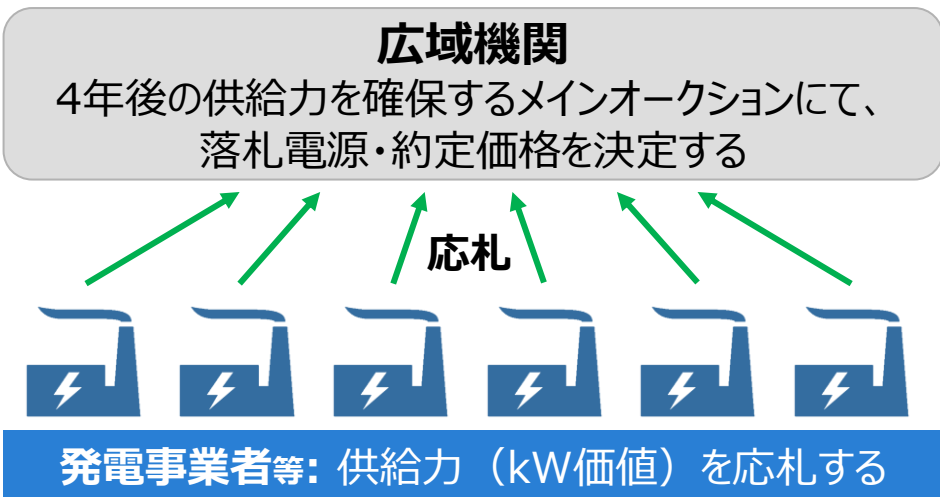 広域機関
4年後の供給力を確保するメインオークションにて、
落札電源・約定価格を決定する
応札
発電事業者等: 供給力（kW価値）を応札する